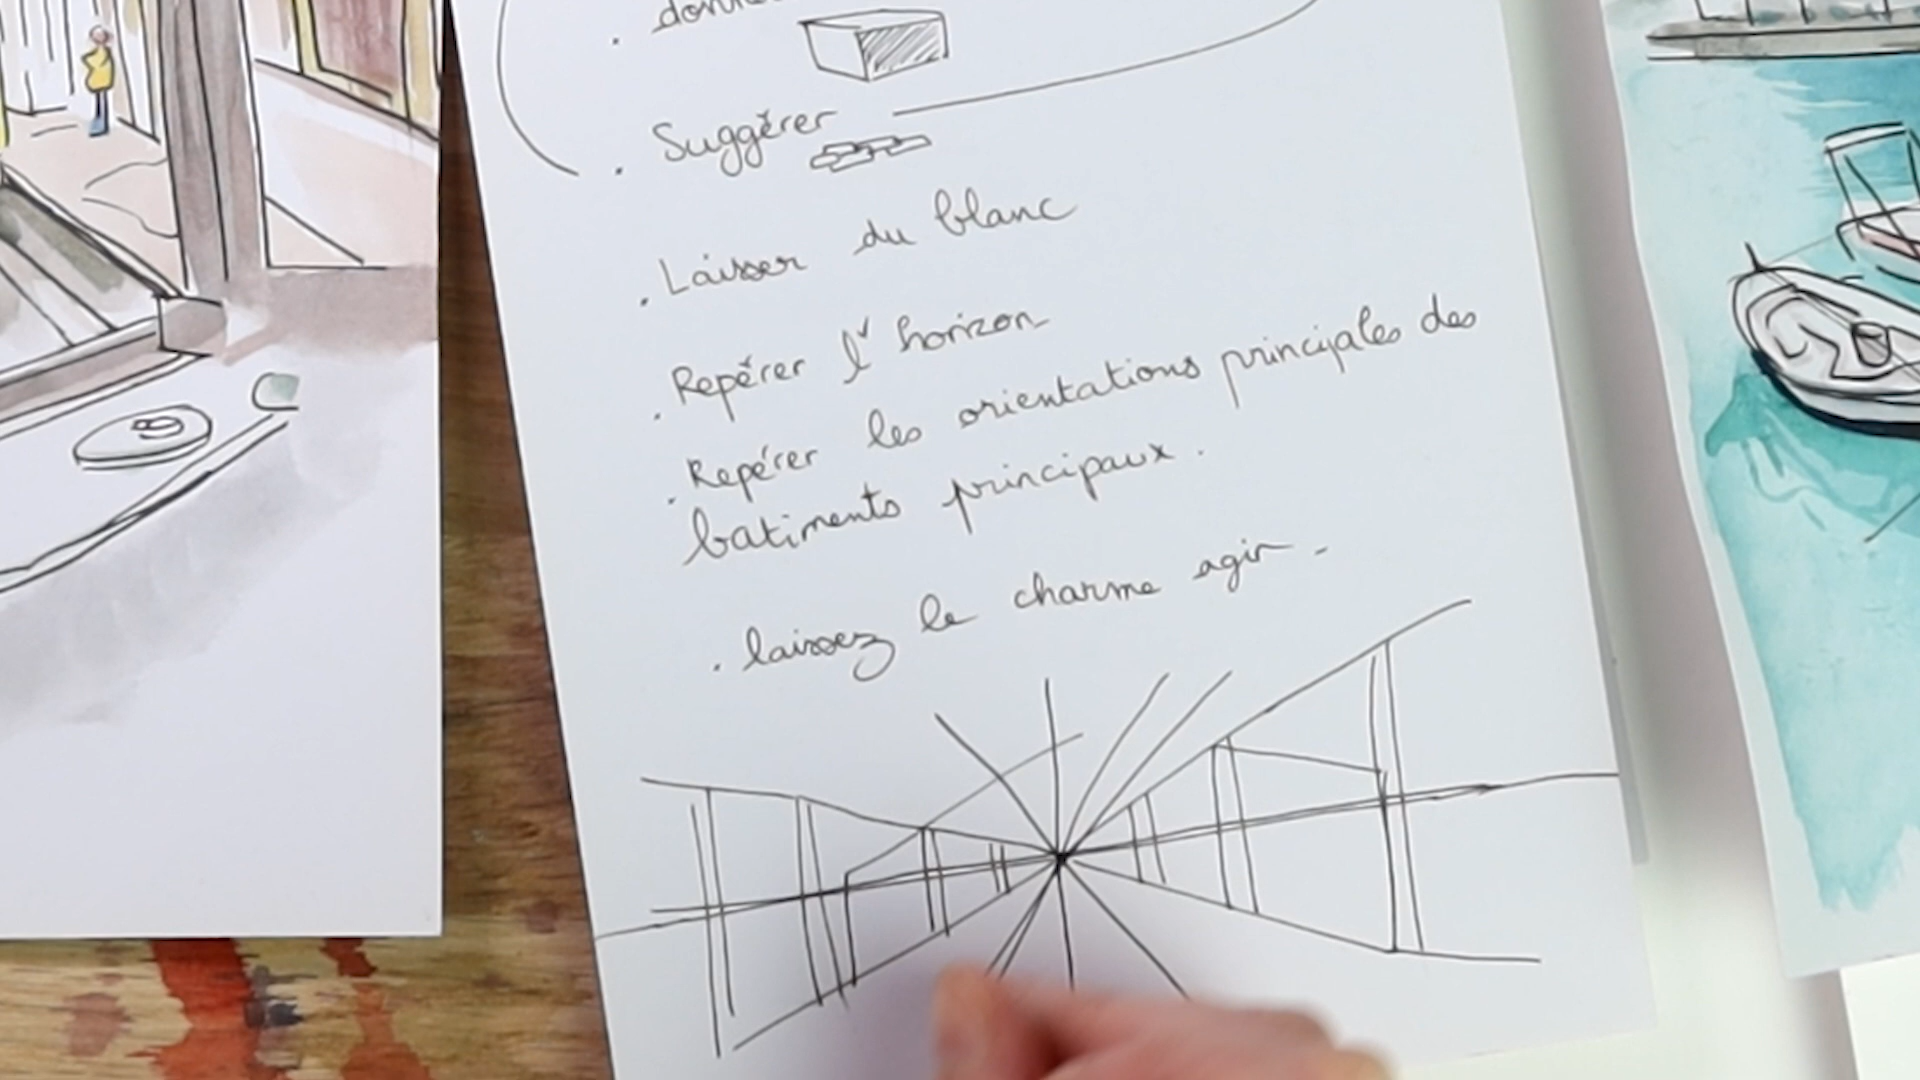 . Suggérer
. Laisser du blanc
. Repérer l'horizon
. Repérer les orientations principales des
batiments principaux.
. laissez le charme agir.